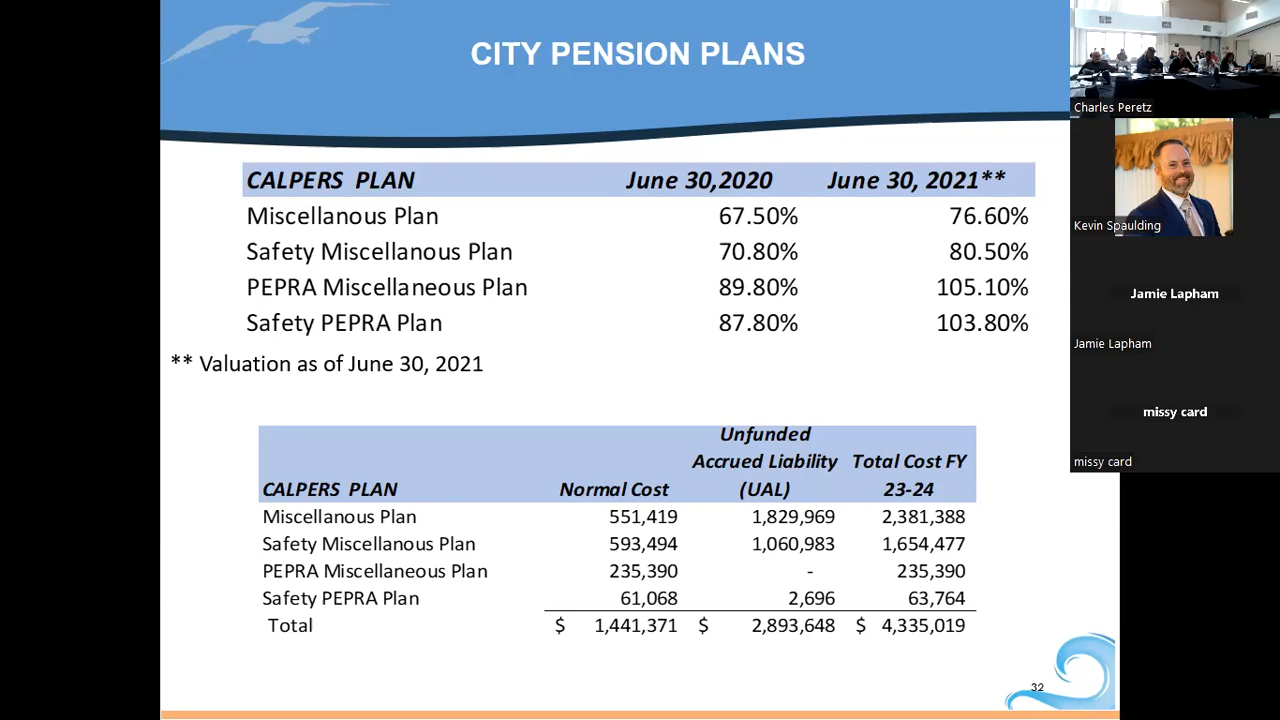 CITY PENSION PLANS
CALPERS PLAN June 30,2020 June 30, 2021**
Miscellanous Plan 67.50% 76.60%
Safety Miscellanous Plan 70.80% 80.50%
PEPRA Miscellaneous Plan 89.80% 105.10%
Safety PEPRA Plan 87.80% 103.80%
** Valuation as of June 30, 2021
Unfunded
Accrued Liability Total Cost FY
CALPERS PLAN Normal Cost (UAL) 23-24
Miscellanous Plan 551,419 1,829,969 2,381,388
Safety Miscellanous Plan 593,494 1,060,983 1,654,477
PEPRA Miscellaneous Plan 235,390 - 235,390
Safety PEPRA Plan 61,068 2,696 63,764
Total $ 1,441,371 $ 2,893,648 $ 4,335,019
32
Charles Peretz
Kevin Spaulding
Jamie Lapham
Jamie Lapham
missy card
missy card